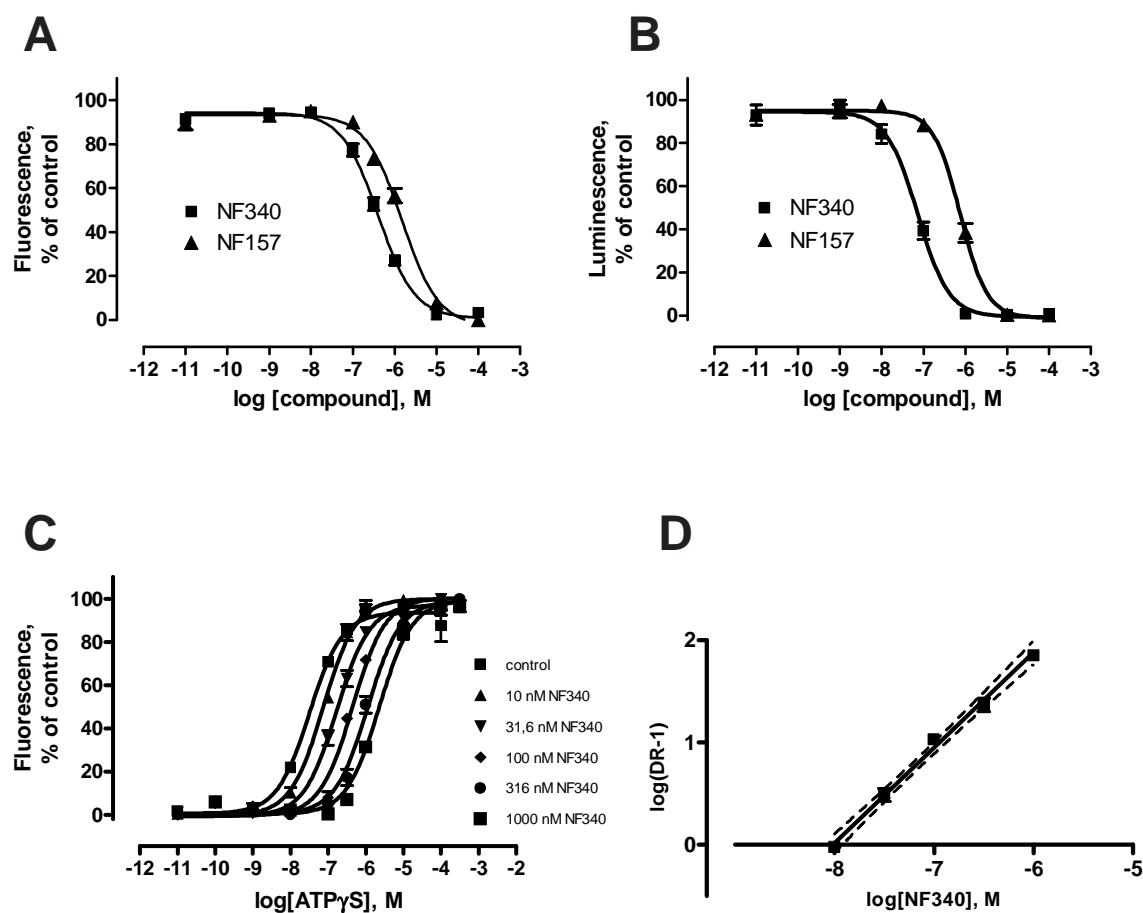 A
Fluorescence,
% of control
100
80
60
40
20
0
NF340
NF157
-12 -11 -10 -9 -8 -7 -6 -5 -4 -3
log [compound], M
B
Luminescence,
% of control
100
80
60
40
20
0
NF340
NF157
-12 -11 -10 -9 -8 -7 -6 -5 -4 -3
log [compound], M
C
Fluorescence,
% of control
100
80
60
40
20
0
control
10 nM NF340
31,6 nM NF340
100 nM NF340
316 nM NF340
1000 nM NF340
-12 -11 -10 -9 -8 -7 -6 -5 -4 -3 -2
log[ATPγS], M
D
log(DR-1)
2
1
0
-8 -7 -6 -5
log[NF340], M